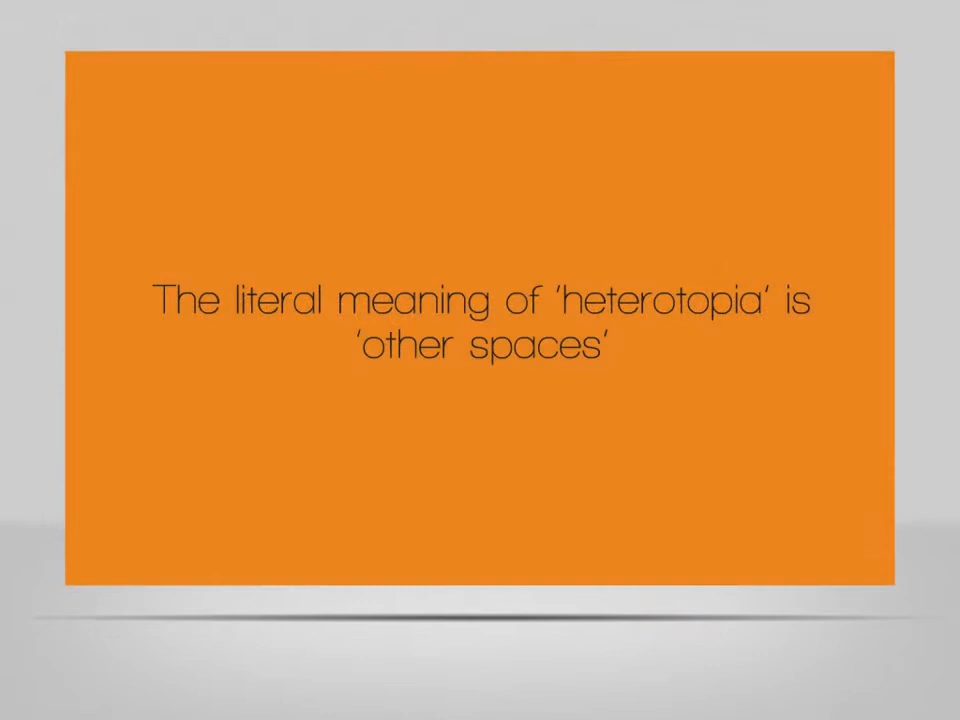 The literal meaning of 'heterotopia' is
'other spaces'